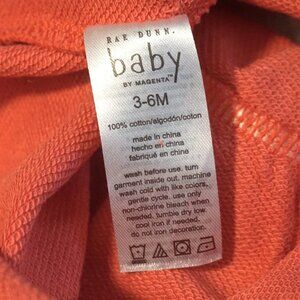 RAE DUNN.
baby
BY MAGENTA™
3-6M
100% cotton/algodón/coton
made in china
hecho en china
fabriqué en china
wash before use. turn
garment inside out, machine
wash cold with like colors,
gentle cycle. use only
non-chlorine bleach when
needed. tumble dry low.
cool iron if needed.
do not iron decoration.